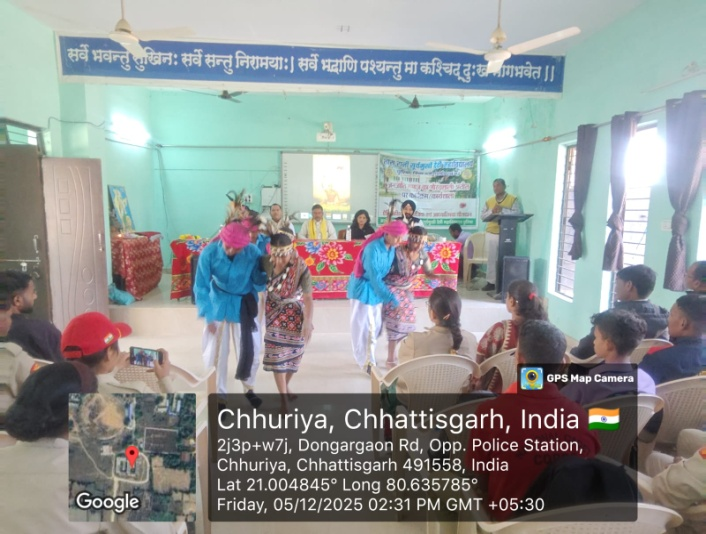 सर्वे भवन्तु सुखिनः सर्वे सन्तु निरामयाः। सर्वे भद्राणि पश्यन्तु मा कश्चिद् दुःख भागभवेत।।
GPS Map Camera
Chhuriya, Chhattisgarh, India
2j3p+w7j, Dongargaon Rd, Opp. Police Station,
Chhuriya, Chhattisgarh 491558, India
Lat 21.004845° Long 80.635785°
Friday, 05/12/2025 02:31 PM GMT +05:30
Google